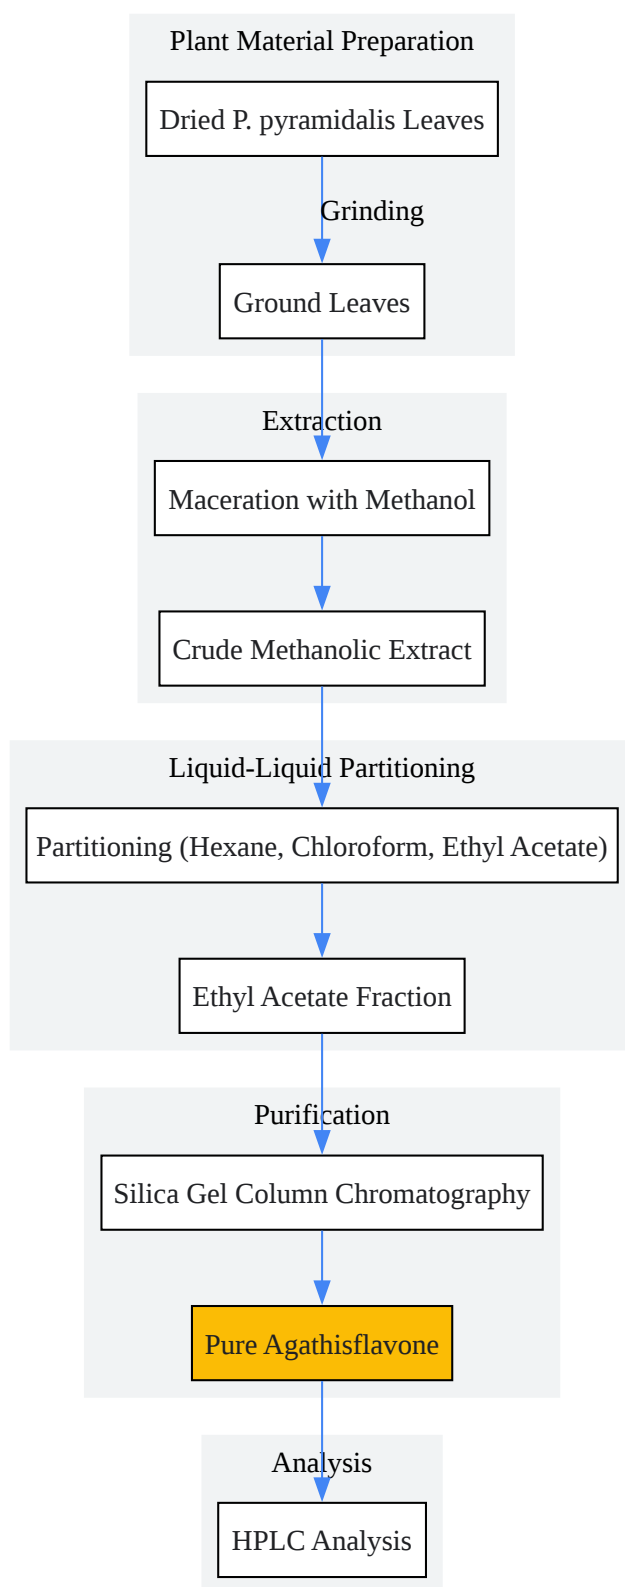 Plant Material Preparation
Dried P. pyramidalis Leaves
Grinding
Ground Leaves
Extraction
Maceration with Methanol
Crude Methanolic Extract
Liquid-Liquid Partitioning
Partitioning (Hexane, Chloroform, Ethyl Acetate)
Ethyl Acetate Fraction
Purification
Silica Gel Column Chromatography
Pure Agathisflavone
Analysis
HPLC Analysis